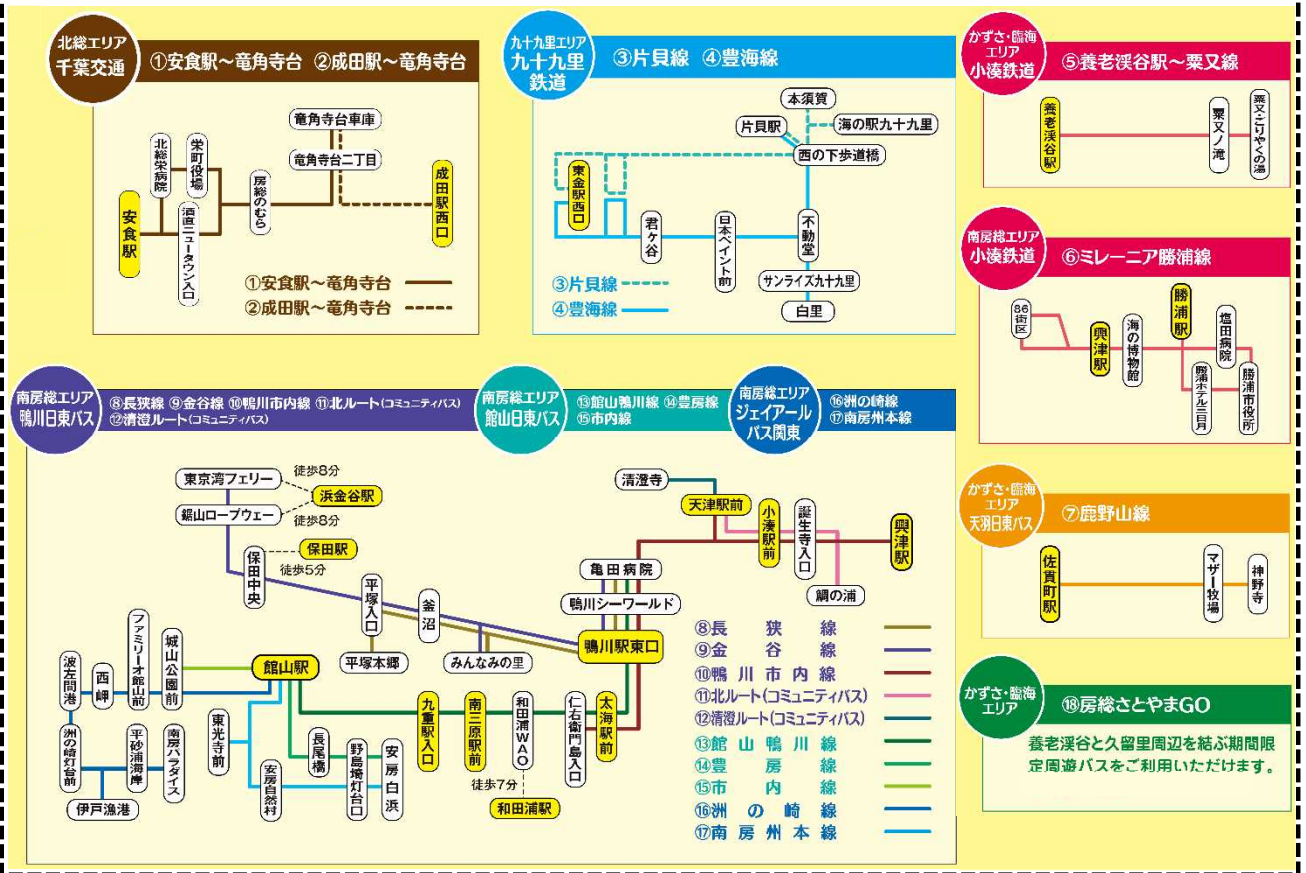 北総エリア
千葉交通
①安食駅～竜角寺台 ②成田駅～竜角寺台
竜角寺台車庫
竜角寺台二丁目
北総栄病院
栄町役場
房総のむら
成田駅西口
安食駅
酒直ニュータウン入口
①安食駅～竜角寺台
②成田駅～竜角寺台
九十九里エリア
九十九里
鉄道
③片貝線 ④豊海線
本須賀
片貝駅
海の駅九十九里
西の下歩道橋
東金駅西口
君ヶ谷
日本ペイント前
不動堂
サンライズ九十九里
白里
③片貝線
④豊海線
かずさ・臨海
エリア
小湊鉄道
⑤養老渓谷駅～粟又線
養老渓谷駅
粟又ノ滝
粟又・ごりやくの湯
南房総エリア
小湊鉄道
⑥ミレーニア勝浦線
86街区
興津駅
海の博物館
勝浦駅
塩田病院
勝浦ホテル三日月
勝浦市役所
南房総エリア
鴨川日東バス
⑧長狭線 ⑨金谷線 ⑩鴨川市内線 ⑪北ルート(コミュニティバス)
⑫清澄ルート(コミュニティバス)
南房総エリア
館山日東バス
⑬館山鴨川線 ⑭豊房線
⑮市内線
南房総エリア
ジェイアール
バス関東
⑯洲の崎線
⑰南房州本線
東京湾フェリー
徒歩8分
浜金谷駅
鋸山ロープウェー
徒歩8分
保田駅
保田中央
徒歩5分
平塚入口
釜沼
平塚本郷
みんなみの里
清澄寺
天津駅前
小湊駅前
誕生寺入口
興津駅
鯛の浦
亀田病院
鴨川シーワールド
鴨川駅東口
波左間港
西岬
ファミリーオ館山前
城山公園前
館山駅
洲の崎灯台前
平砂浦海岸
南房パラダイス
伊戸漁港
東光寺前
安房自然村
長尾橋
野島埼灯台口
安房白浜
九重駅入口
南三原駅前
和田浦WAO
仁右衛門島入口
太海駅前
徒歩7分
和田浦駅
⑧長狭線
⑨金谷線
⑩鴨川市内線
⑪北ルート(コミュニティバス)
⑫清澄ルート(コミュニティバス)
⑬館山鴨川線
⑭豊房線
⑮市内線
⑯洲の崎線
⑰南房州本線
かずさ・臨海
エリア
天羽日東バス
⑦鹿野山線
佐貫町駅
マザー牧場
神野寺
かずさ・臨海
エリア
⑱房総さとやまGO
養老渓谷と久留里周辺を結ぶ期間限
定周遊バスをご利用いただけます。